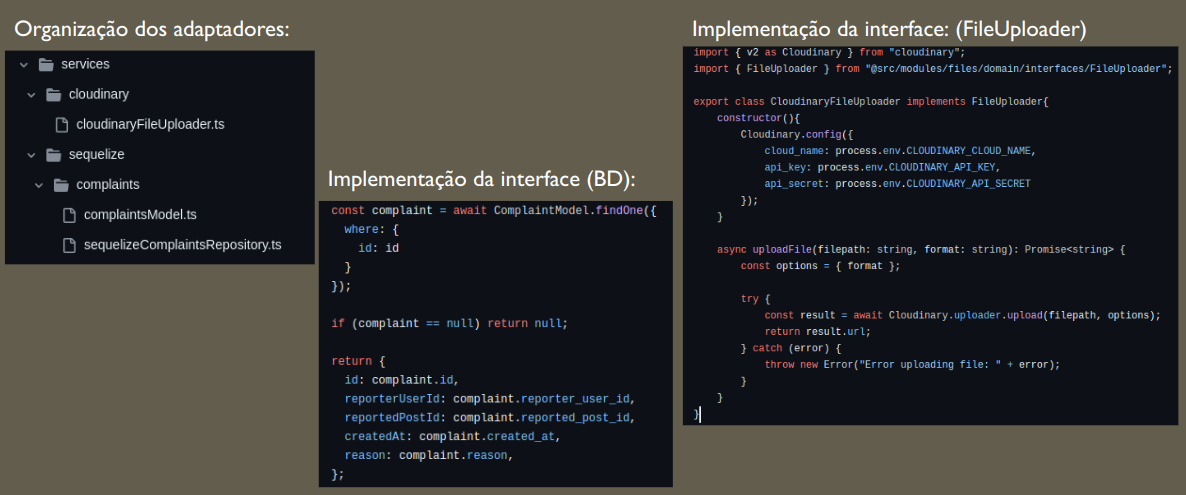 Organização dos adaptadores:
services
cloudinary
cloudinaryFileUploader.ts
sequelize
complaints
complaintsModel.ts
sequelizeComplaintsRepository.ts
Implementação da interface (BD):
const complaint = await ComplaintModel.findOne({
  where: {
    id: id
  }
});

if (complaint == null) return null;

return {
  id: complaint.id,
  reporterUserId: complaint.reporter_user_id,
  reportedPostId: complaint.reported_post_id,
  createdAt: complaint.created_at,
  reason: complaint.reason,
};
Implementação da interface: (FileUploader)
import { v2 as Cloudinary } from "cloudinary";
import { FileUploader } from "@src/modules/files/domain/interfaces/FileUploader";

export class CloudinaryFileUploader implements FileUploader{
    constructor(){
        Cloudinary.config({
            cloud_name: process.env.CLOUDINARY_CLOUD_NAME,
            api_key: process.env.CLOUDINARY_API_KEY,
            api_secret: process.env.CLOUDINARY_API_SECRET
        });
    }

    async uploadFile(filepath: string, format: string): Promise<string> {
        const options = { format };

        try {
            const result = await Cloudinary.uploader.upload(filepath, options);
            return result.url;
        } catch (error) {
            throw new Error("Error uploading file: " + error);
        }
    }
}